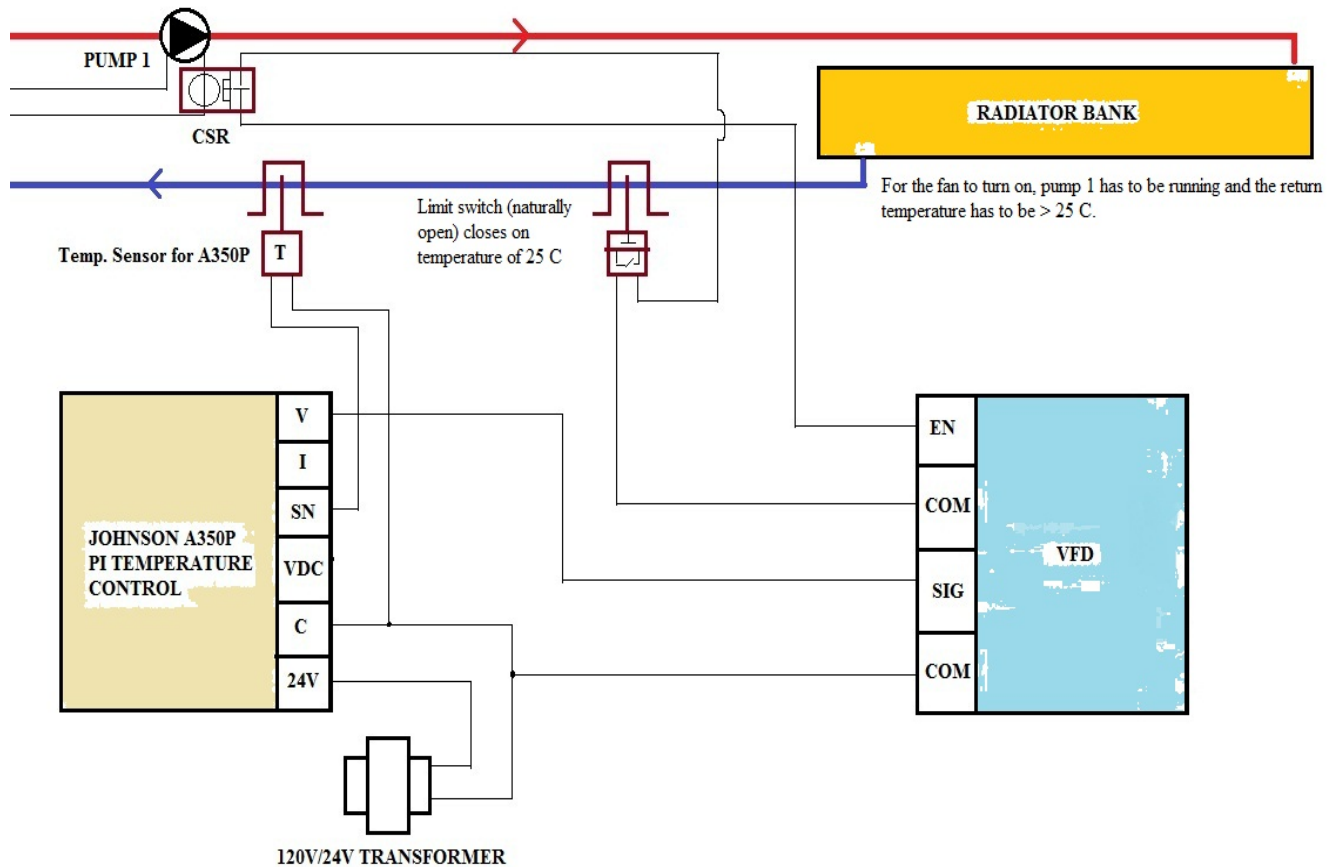 PUMP 1
CSR
RADIATOR BANK
For the fan to turn on, pump 1 has to be running and the return
temperature has to be > 25 C.
Limit switch (naturally
open) closes on
temperature of 25 C
Temp. Sensor for A350P
T
JOHNSON A350P
PI TEMPERATURE
CONTROL
V
I
SN
VDC
C
24V
EN
COM
SIG
COM
VFD
120V/24V TRANSFORMER